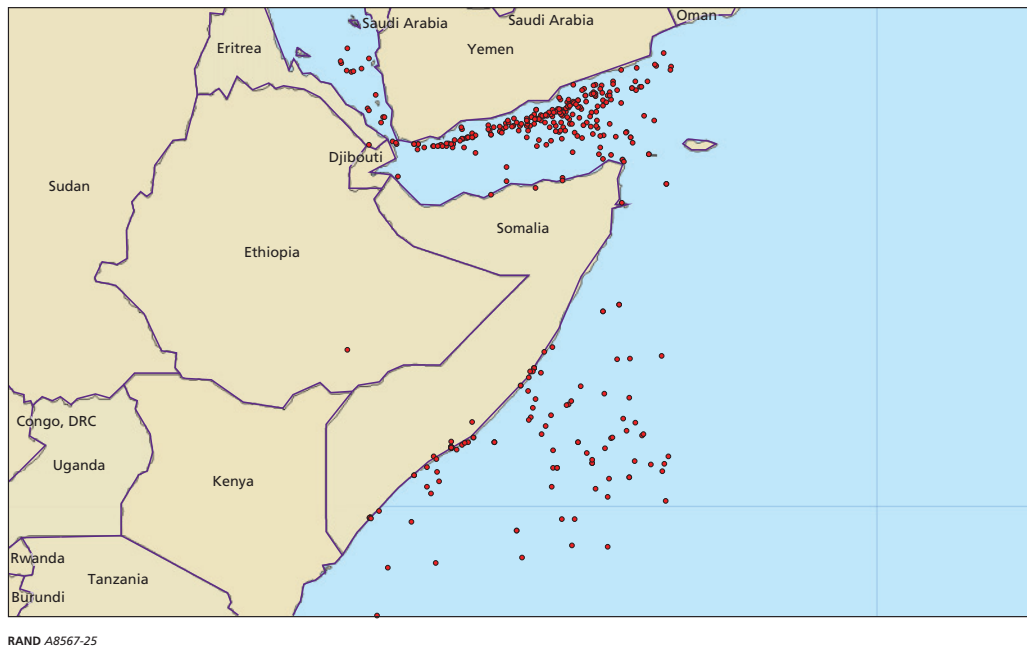 Saudi Arabia
Saudi Arabia
Oman
Eritrea
Yemen
Djibouti
Sudan
Somalia
Ethiopia
Congo, DRC
Uganda
Kenya
Rwanda
Tanzania
Burundi
RAND A8567-25